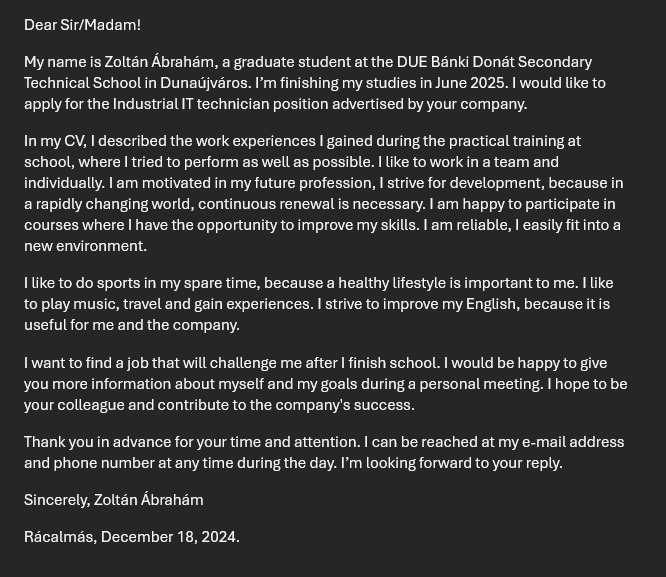 Dear Sir/Madam!
My name is Zoltán Ábrahám, a graduate student at the DUE Bánki Donát Secondary
Technical School in Dunaújváros. I’m finishing my studies in June 2025. I would like to
apply for the Industrial IT technician position advertised by your company.
In my CV, I described the work experiences I gained during the practical training at
school, where I tried to perform as well as possible. I like to work in a team and
individually. I am motivated in my future profession, I strive for development, because in
a rapidly changing world, continuous renewal is necessary. I am happy to participate in
courses where I have the opportunity to improve my skills. I am reliable, I easily fit into a
new environment.
I like to do sports in my spare time, because a healthy lifestyle is important to me. I like
to play music, travel and gain experiences. I strive to improve my English, because it is
useful for me and the company.
I want to find a job that will challenge me after I finish school. I would be happy to give
you more information about myself and my goals during a personal meeting. I hope to be
your colleague and contribute to the company's success.
Thank you in advance for your time and attention. I can be reached at my e-mail address
and phone number at any time during the day. I’m looking forward to your reply.
Sincerely, Zoltán Ábrahám
Rácalmás, December 18, 2024.